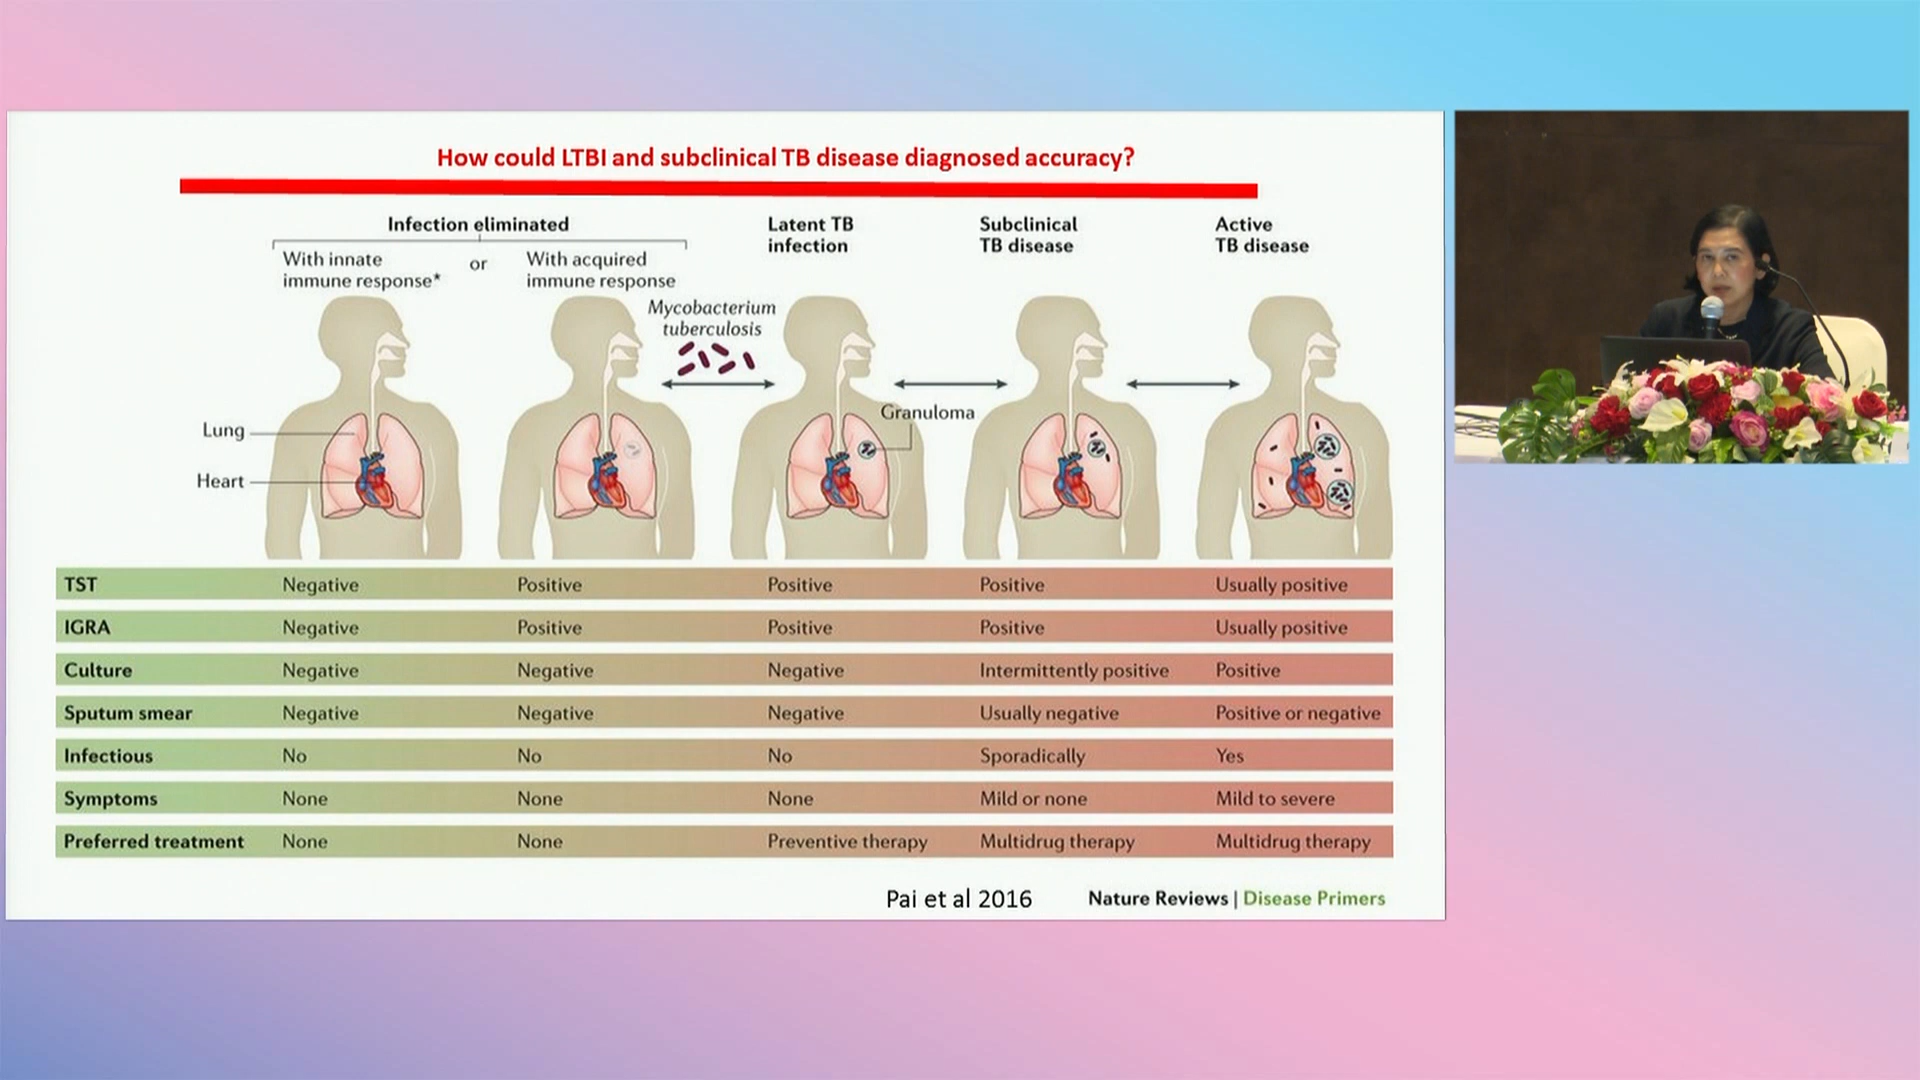 How could LTBI and subclinical TB disease diagnosed accuracy?
Infection eliminated
With innate
immune response*
or
With acquired
immune response
Latent TB
infection
Subclinical
TB disease
Active
TB disease
Mycobacterium
tuberculosis
Granuloma
Lung
Heart
TST Negative Positive Positive Positive Usually positive
IGRA Negative Positive Positive Positive Usually positive
Culture Negative Negative Negative Intermittently positive Positive
Sputum smear Negative Negative Negative Usually negative Positive or negative
Infectious No No No Sporadically Yes
Symptoms None None None Mild or none Mild to severe
Preferred treatment None None Preventive therapy Multidrug therapy Multidrug therapy
Pai et al 2016 Nature Reviews | Disease Primers